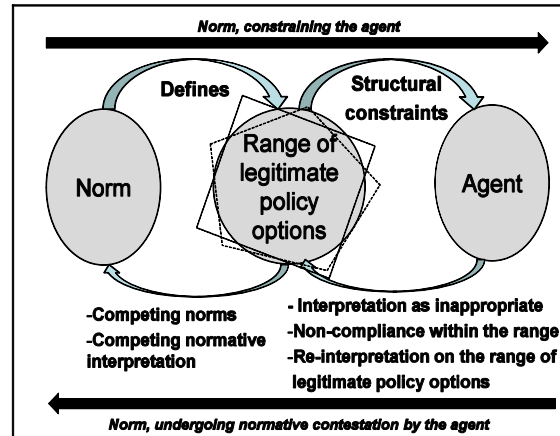 Norm, constraining the agent
Defines
Structural
constraints
Norm
Range of
legitimate
policy
options
Agent
-Competing norms
-Competing normative
interpretation
- Interpretation as inappropriate
-Non-compliance within the range
-Re-interpretation on the range of
legitimate policy options
Norm, undergoing normative contestation by the agent